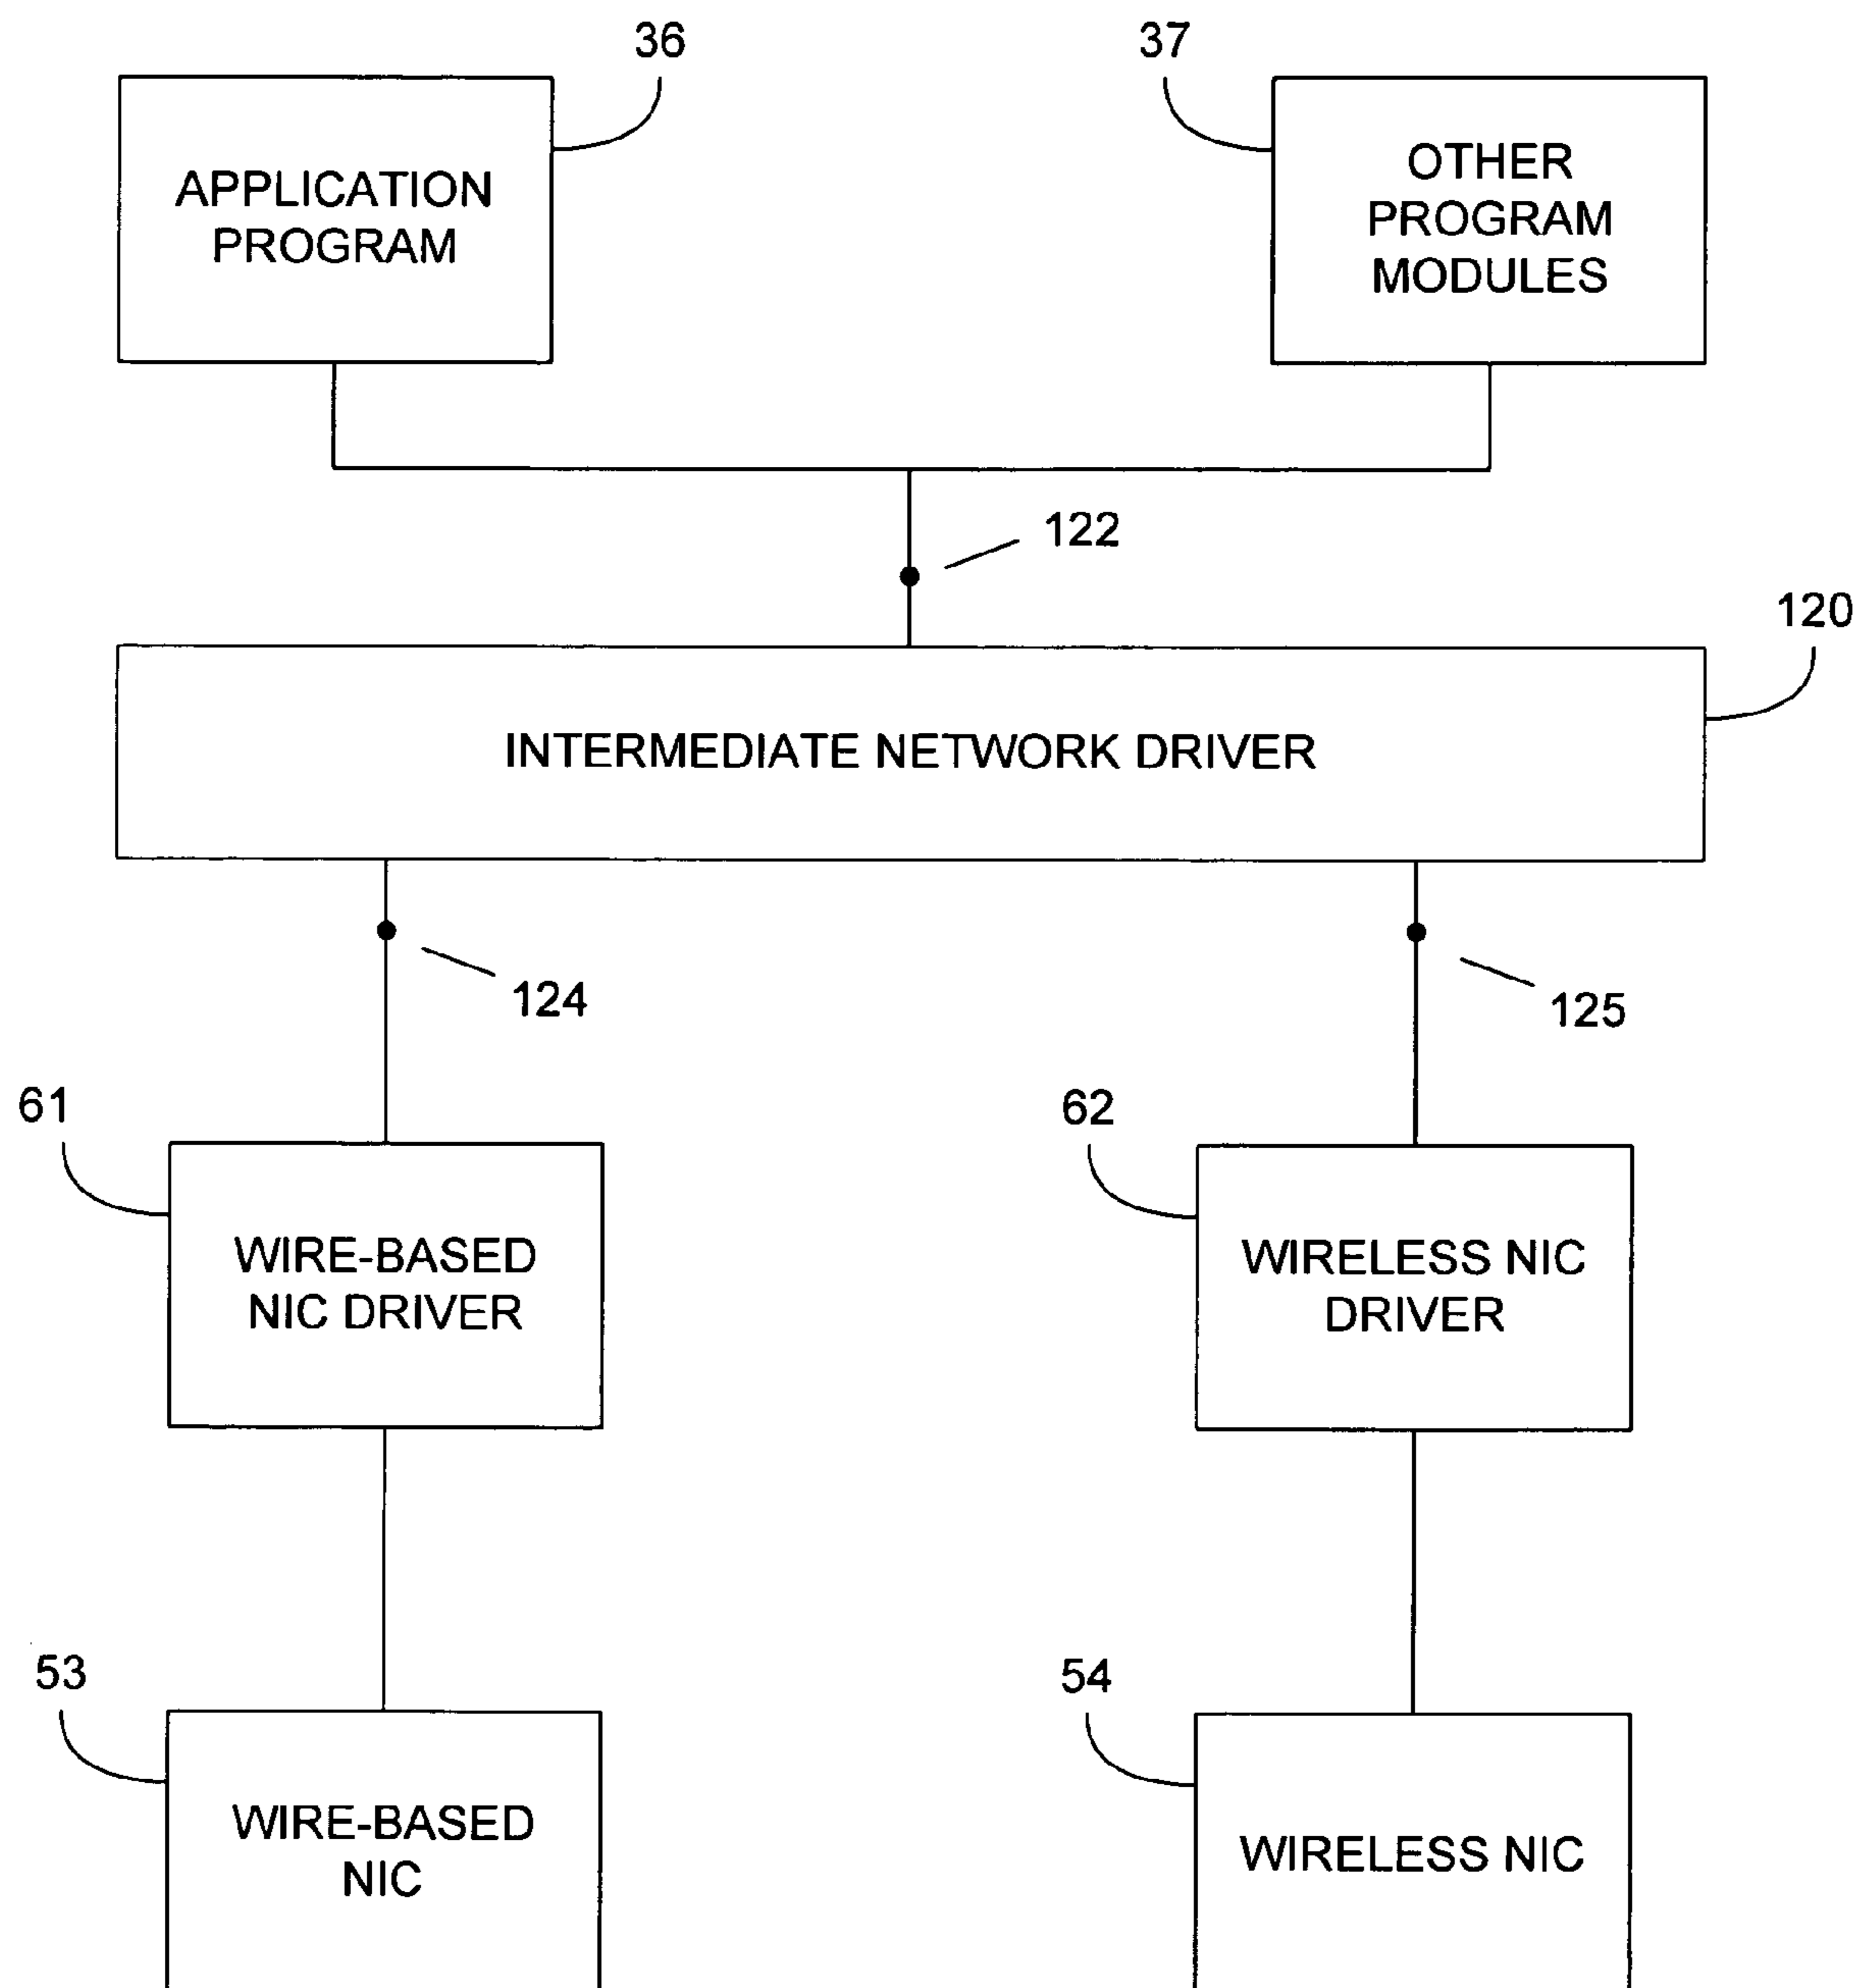 36
37
APPLICATION
PROGRAM
OTHER
PROGRAM
MODULES
122
120
INTERMEDIATE NETWORK DRIVER
124
125
61
62
WIRE-BASED
NIC DRIVER
WIRELESS NIC
DRIVER
53
54
WIRE-BASED
NIC
WIRELESS NIC